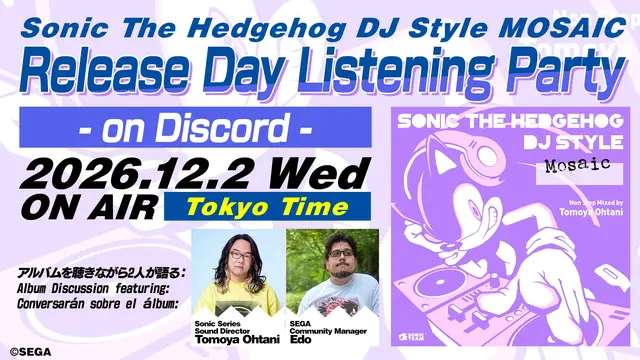 Sonic The Hedgehog DJ Style MOSAIC
Release Day Listening Party
- on Discord -
2026.12.2 Wed
ON AIR Tokyo Time
アルバムを聴きながら2人が語る:
Album Discussion featuring:
Conversarán sobre el álbum:
Sonic Series
Sound Director
Tomoya Ohtani
SEGA
Community Manager
Edo
SONIC THE HEDGEHOG
DJ STYLE
Mosaic
Non Stop Mixed by
Tomoya Ohtani
SONIC TEAM
©SEGA